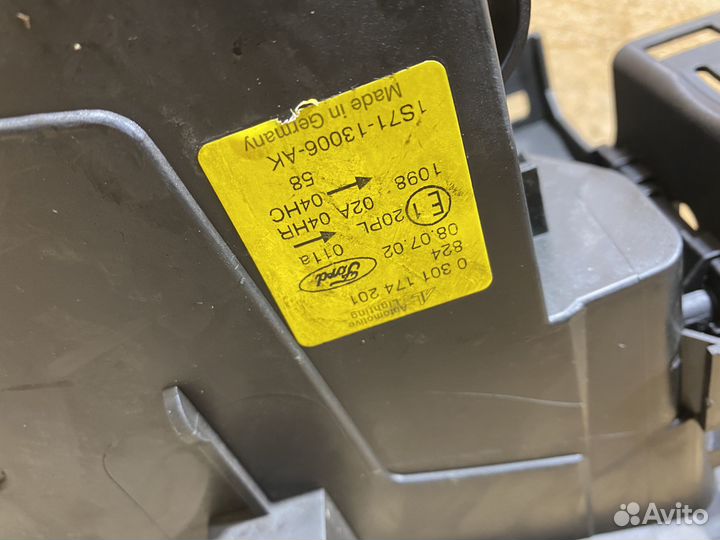 Automotive
Lighting
0 301 174 201
824
08.07.02
Ford
E1
20PL
011a
02A 04HR
04HC
1098
58
1S71-13006-AK
Made in Germany
Avito